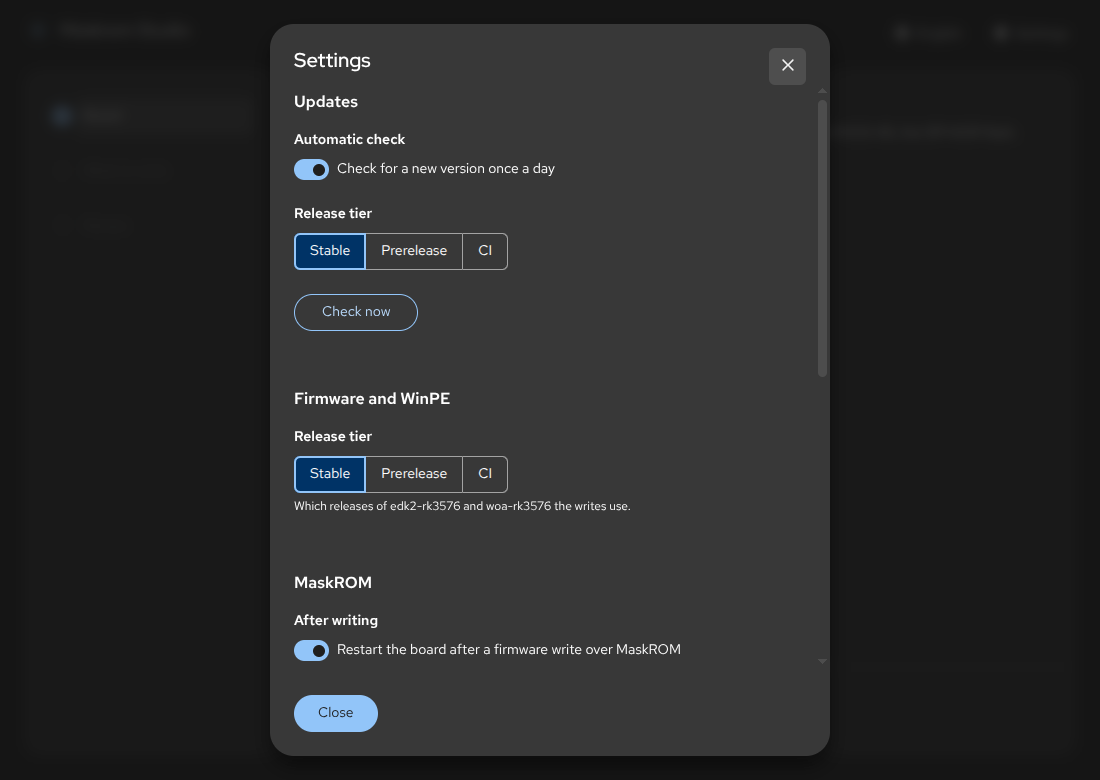 Settings
Updates
Automatic check
Check for a new version once a day
Release tier
Stable
Prerelease
CI
Check now
Firmware and WinPE
Release tier
Stable
Prerelease
CI
Which releases of edk2-rk3576 and woa-rk3576 the writes use.
MaskROM
After writing
Restart the board after a firmware write over MaskROM
Close